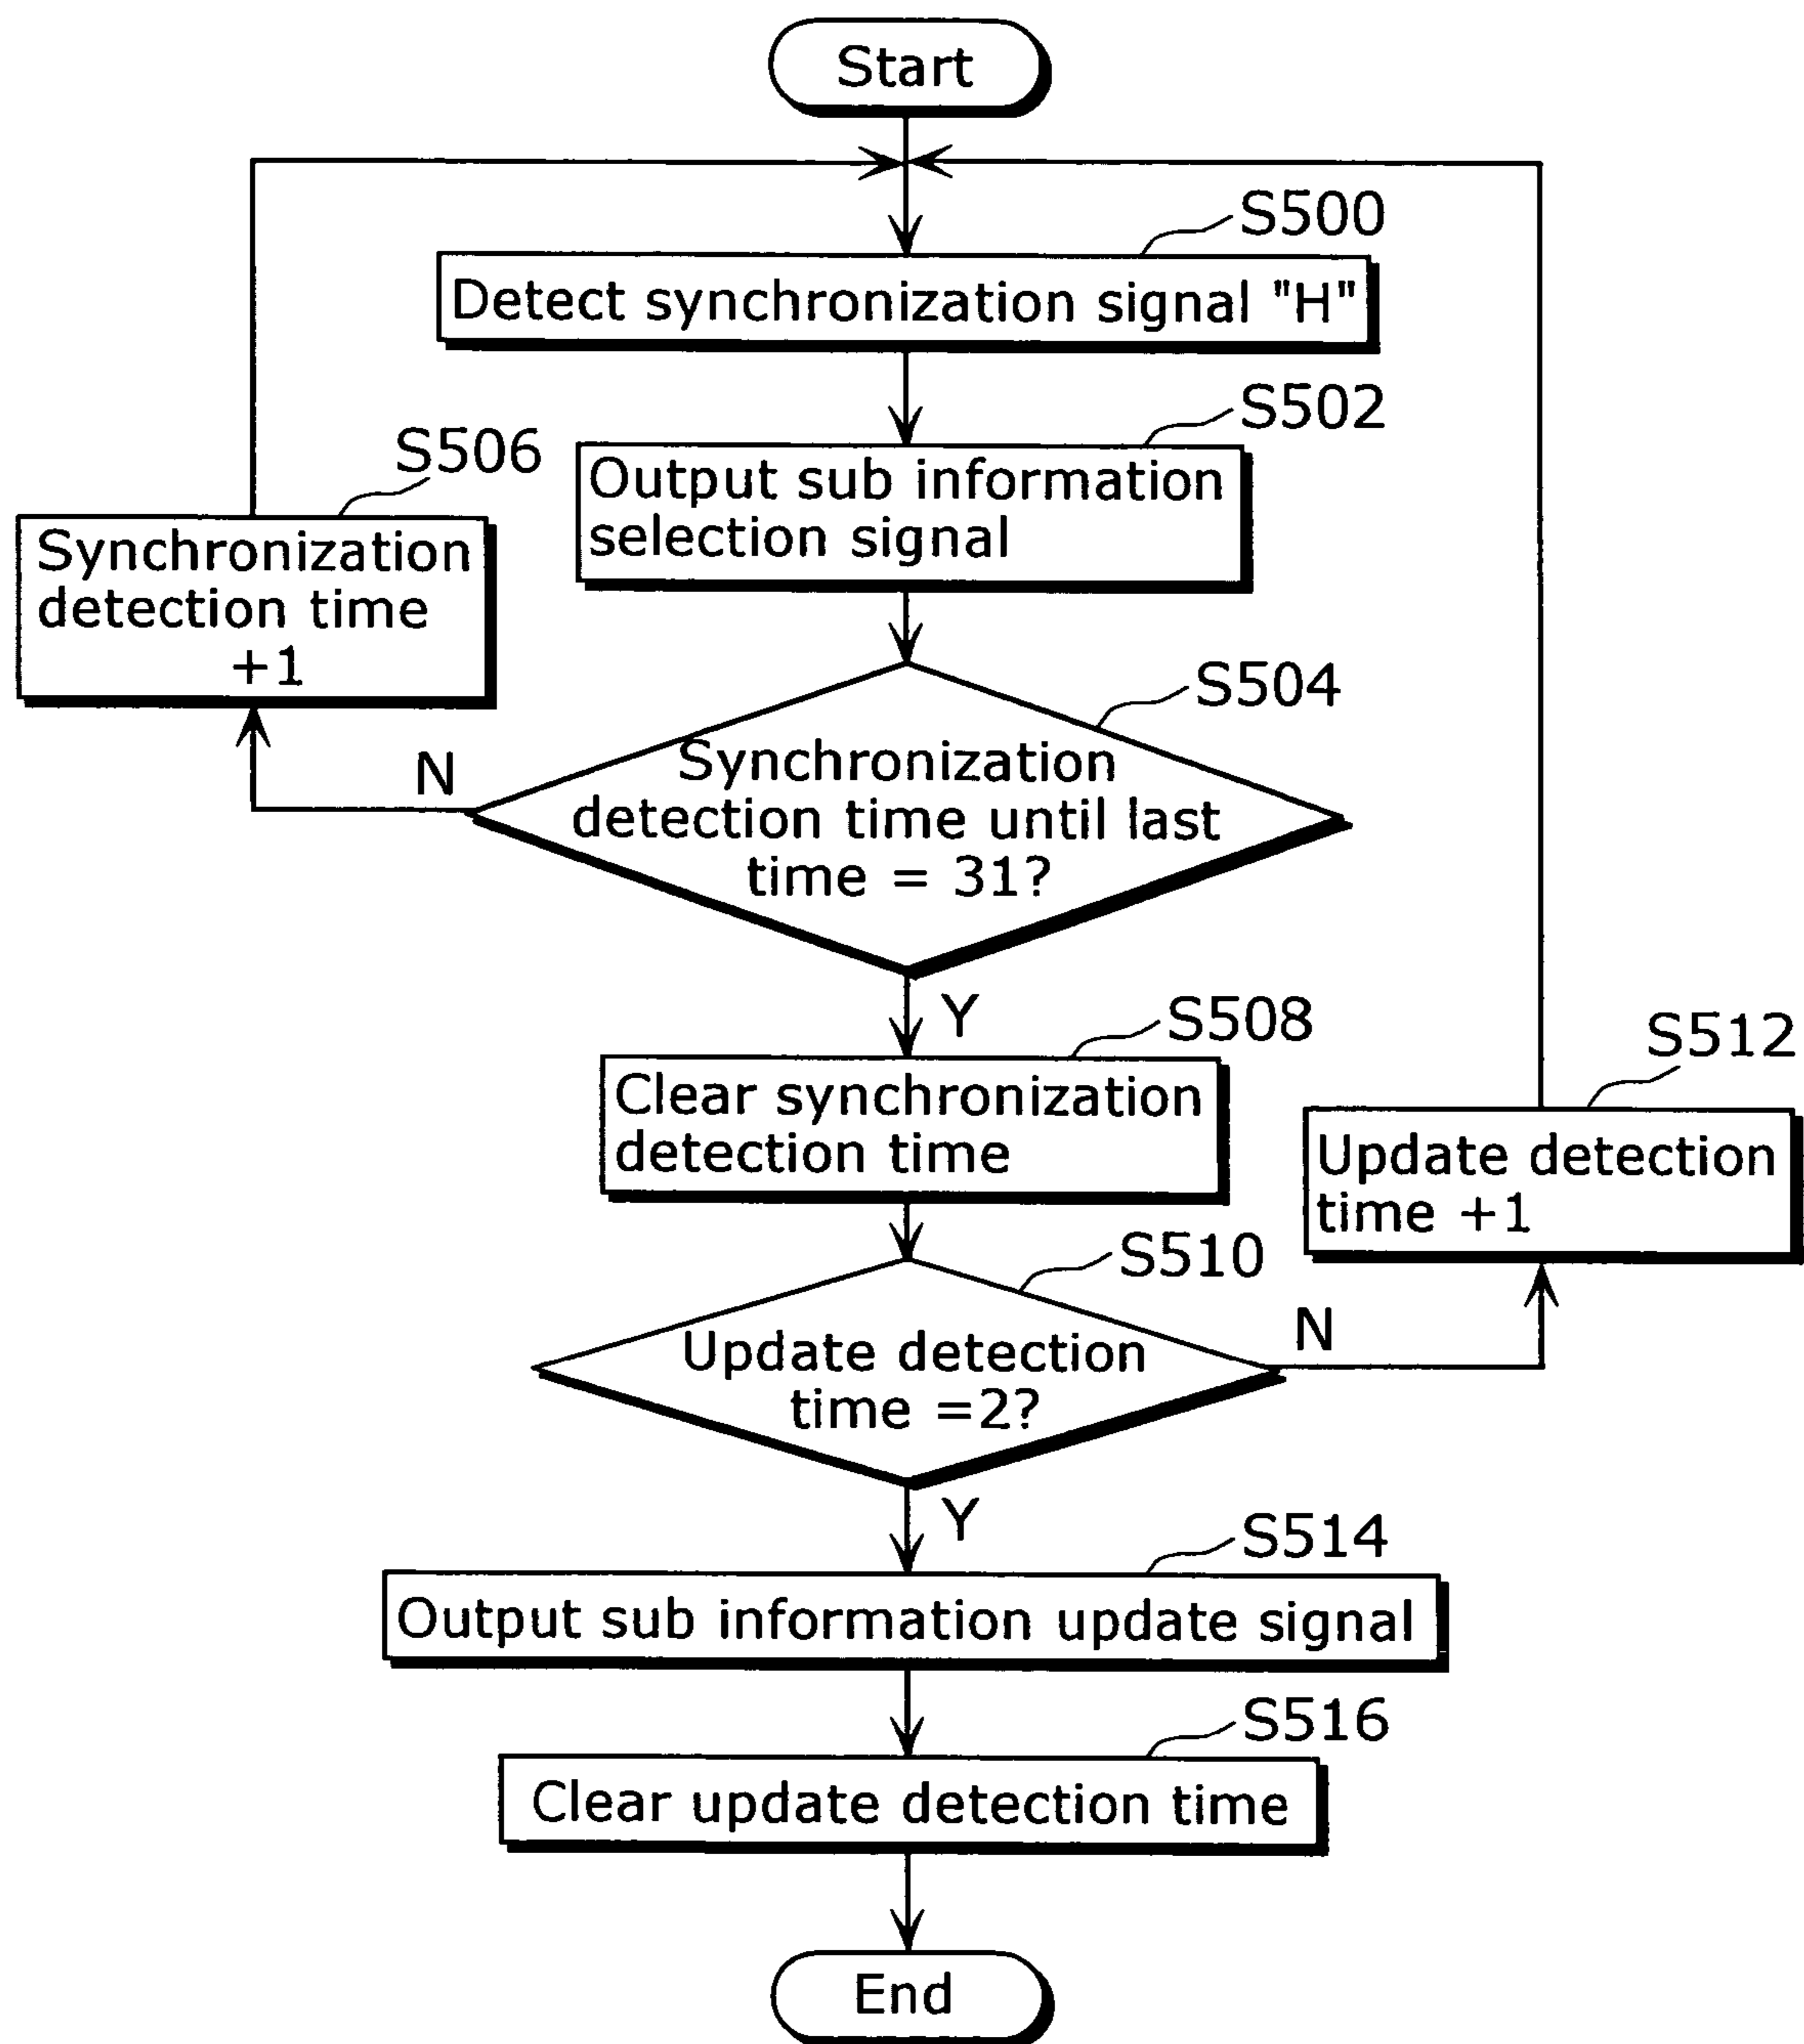 Start
S500
Detect synchronization signal "H"
S502
Output sub information
selection signal
S506
Synchronization
detection time
+1
S504
Synchronization
detection time until last
time = 31?
N
Y
S508
Clear synchronization
detection time
S512
Update detection
time +1
S510
Update detection
time =2?
N
Y
S514
Output sub information update signal
S516
Clear update detection time
End